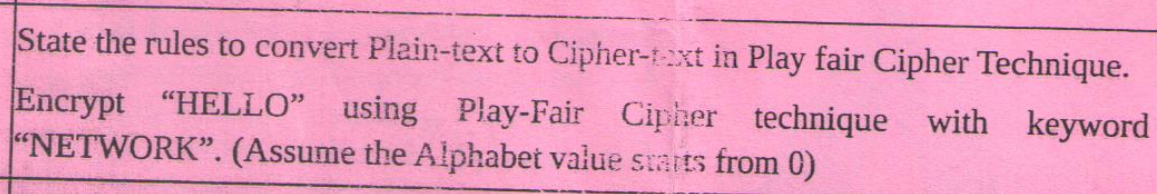 State the rules to convert Plain-text to Cipher-text in Play fair Cipher Technique.
Encrypt “HELLO” using Play-Fair Cipher technique with keyword
“NETWORK”. (Assume the Alphabet value starts from 0)